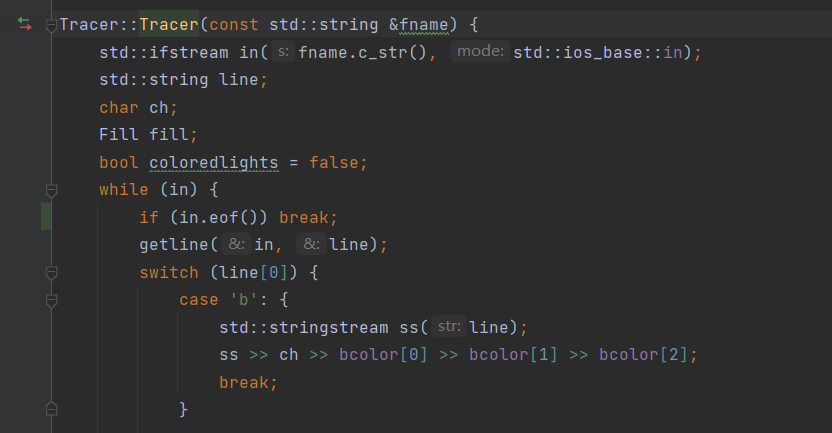 Tracer::Tracer(const std::string &fname) {
    std::ifstream in( s: fname.c_str(), mode: std::ios_base::in);
    std::string line;
    char ch;
    Fill fill;
    bool coloredlights = false;
    while (in) {
        if (in.eof()) break;
        getline( &: in, &: line);
        switch (line[0]) {
            case 'b': {
                std::stringstream ss( str: line);
                ss >> ch >> bcolor[0] >> bcolor[1] >> bcolor[2];
                break;
            }